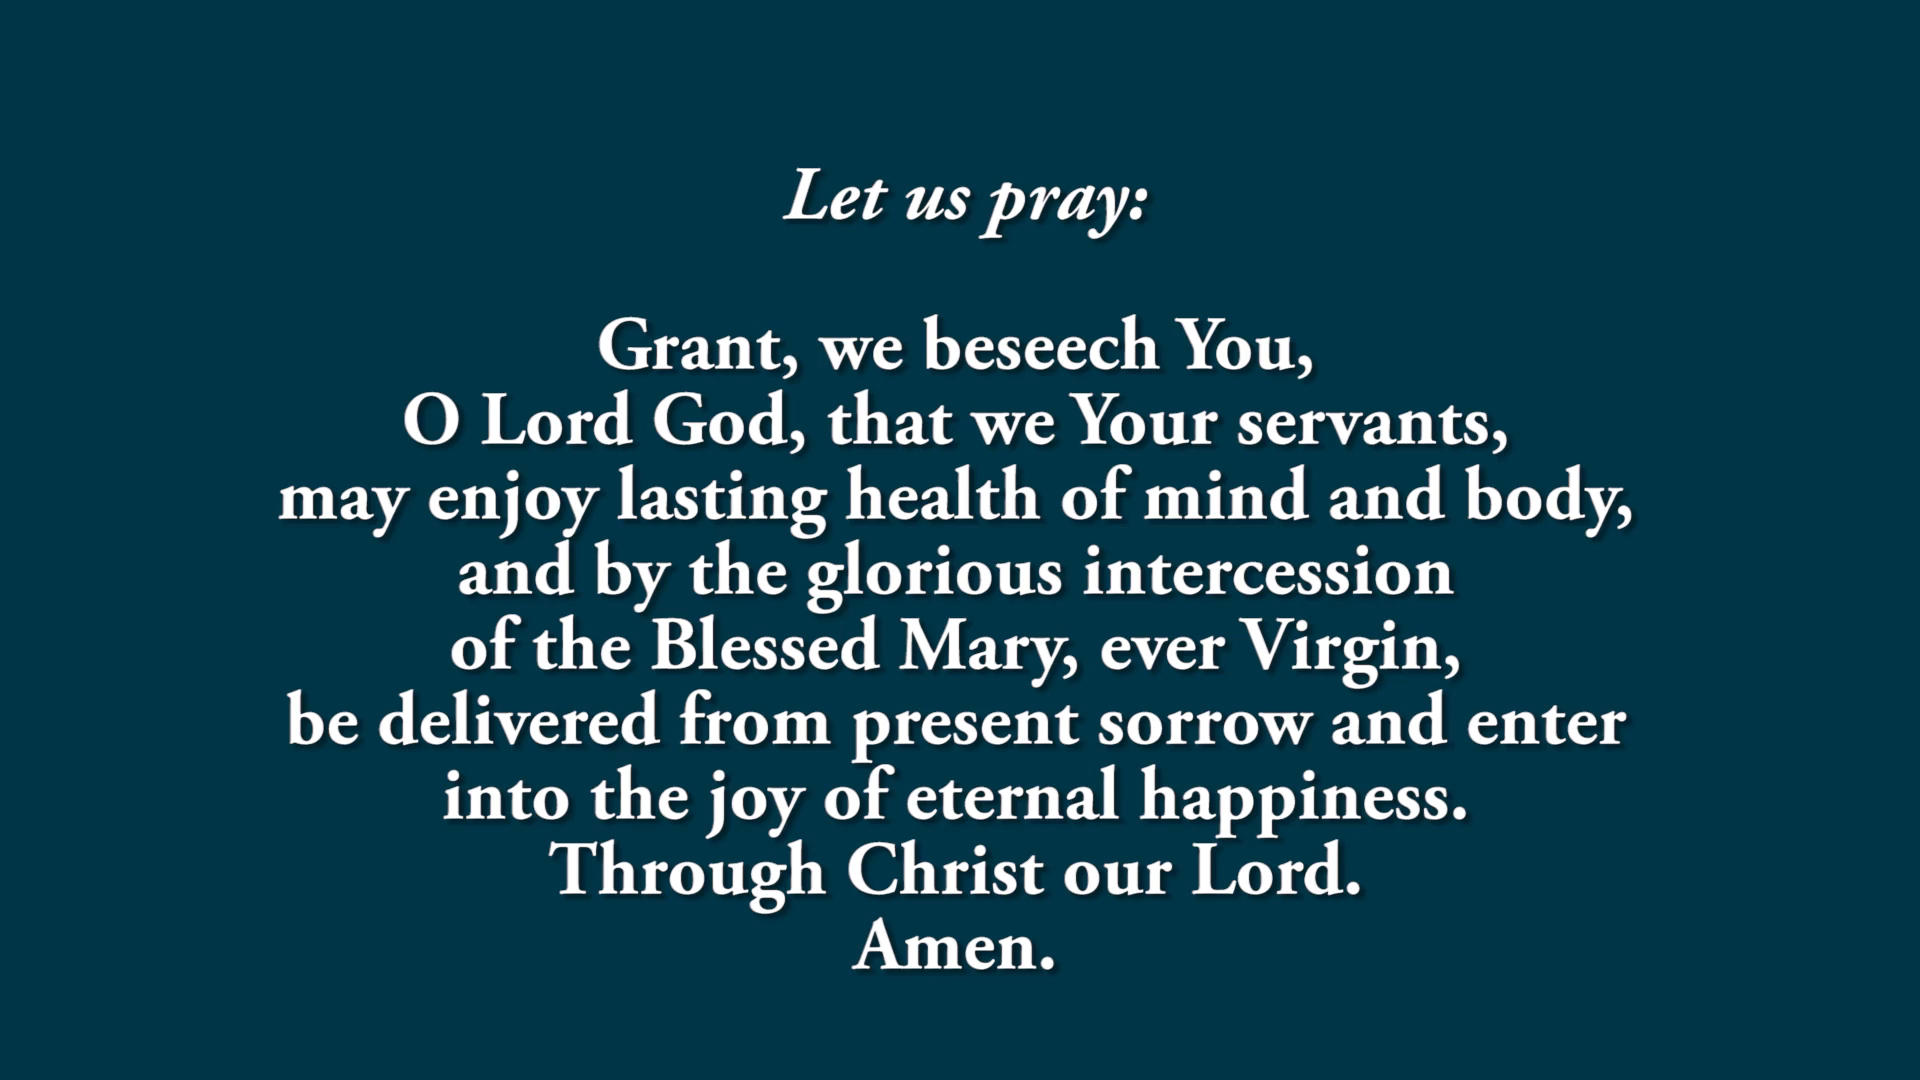 Let us pray:
Grant, we beseech You,
O Lord God, that we Your servants,
may enjoy lasting health of mind and body,
and by the glorious intercession
of the Blessed Mary, ever Virgin,
be delivered from present sorrow and enter
into the joy of eternal happiness.
Through Christ our Lord.
Amen.